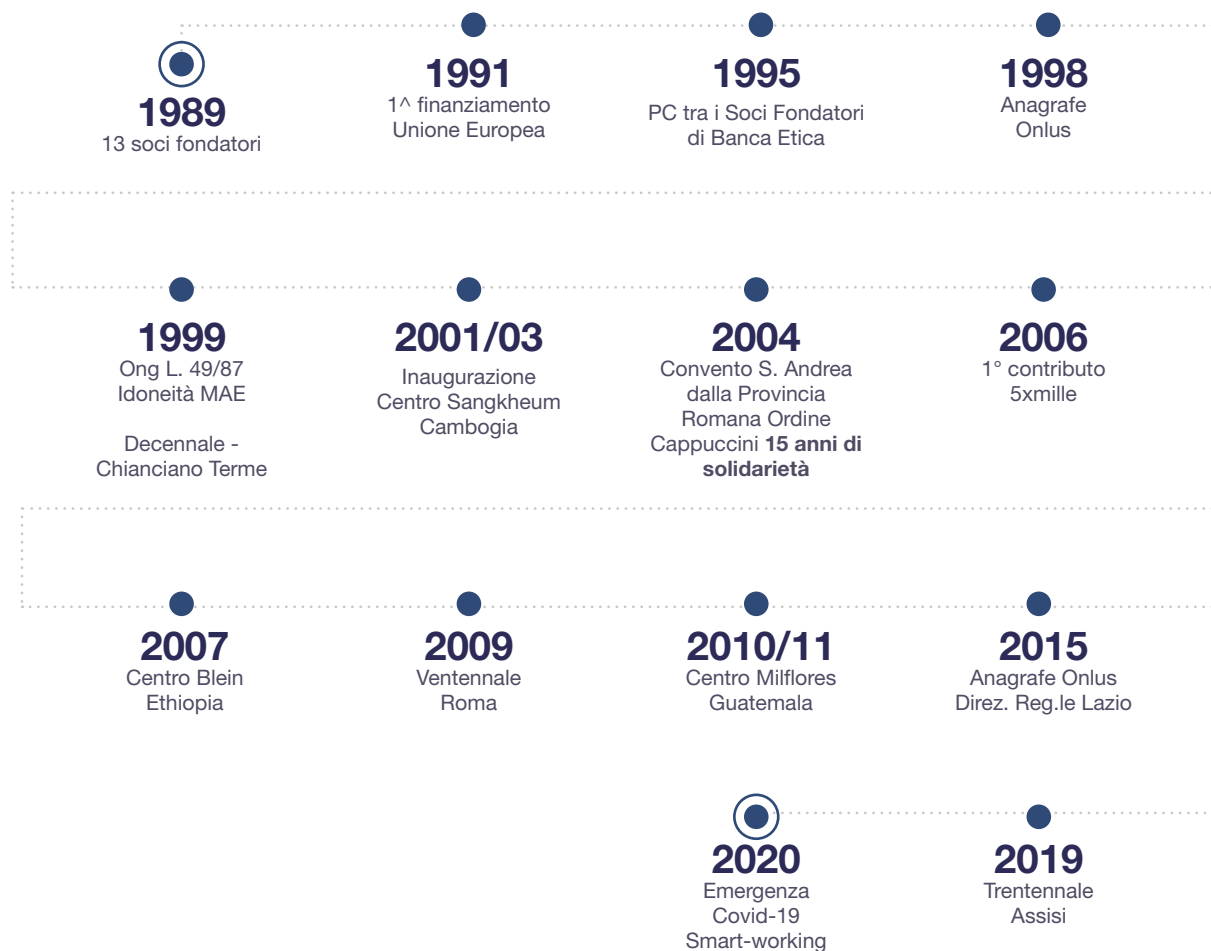 1989
13 soci fondatori
1991
1^ finanziamento
Unione Europea
1995
PC tra i Soci Fondatori
di Banca Etica
1998
Anagrafe
Onlus
1999
Ong L. 49/87
Idoneità MAE
Decennale -
Chianciano Terme
2001/03
Inaugurazione
Centro Sangkheum
Cambogia
2004
Convento S. Andrea
dalla Provincia
Romana Ordine
Cappuccini 15 anni di
solidarietà
2006
1° contributo
5xmille
2007
Centro Blein
Ethiopia
2009
Ventennale
Roma
2010/11
Centro Milflores
Guatemala
2015
Anagrafe Onlus
Direz. Reg.le Lazio
2019
Trentennale
Assisi
2020
Emergenza
Covid-19
Smart-working